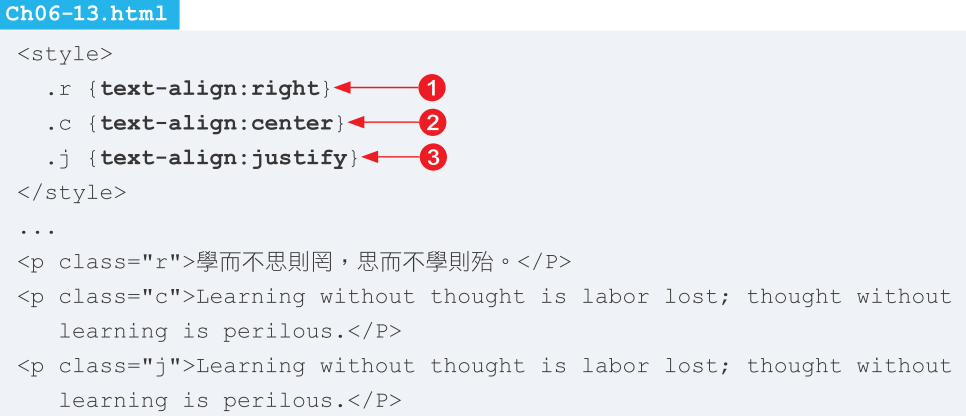 Ch06-13.html
<style>
.r {text-align:right} 1
.c {text-align:center} 2
.j {text-align:justify} 3
</style>
...
<p class="r">學而不思則罔，思而不學則殆。</P>
<p class="c">Learning without thought is labor lost; thought without
learning is perilous.</P>
<p class="j">Learning without thought is labor lost; thought without
learning is perilous.</P>